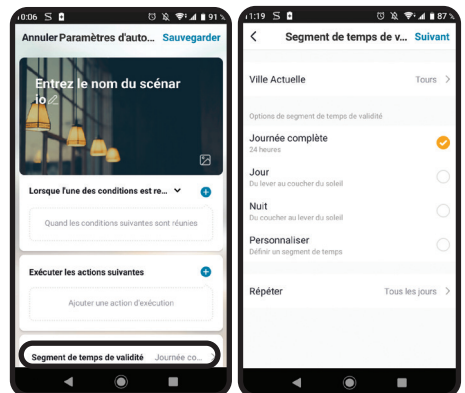 10:06 S
91%
Annuler Paramètres d'auto... Sauvegarder
Entrez le nom du scénar
io
Lorsque l'une des conditions est re...
Quand les conditions suivantes sont réunies
Exécuter les actions suivantes
Ajouter une action d'exécution
Segment de temps de validité Journée co...
11:19 S
87%
Segment de temps de v... Suivant
Ville Actuelle Tours
Options de segment de temps de validité
Journée complète
24 heures
Jour
Du lever au coucher du soleil
Nuit
Du coucher au lever du soleil
Personnaliser
Définir un segment de temps
Répéter Tous les jours